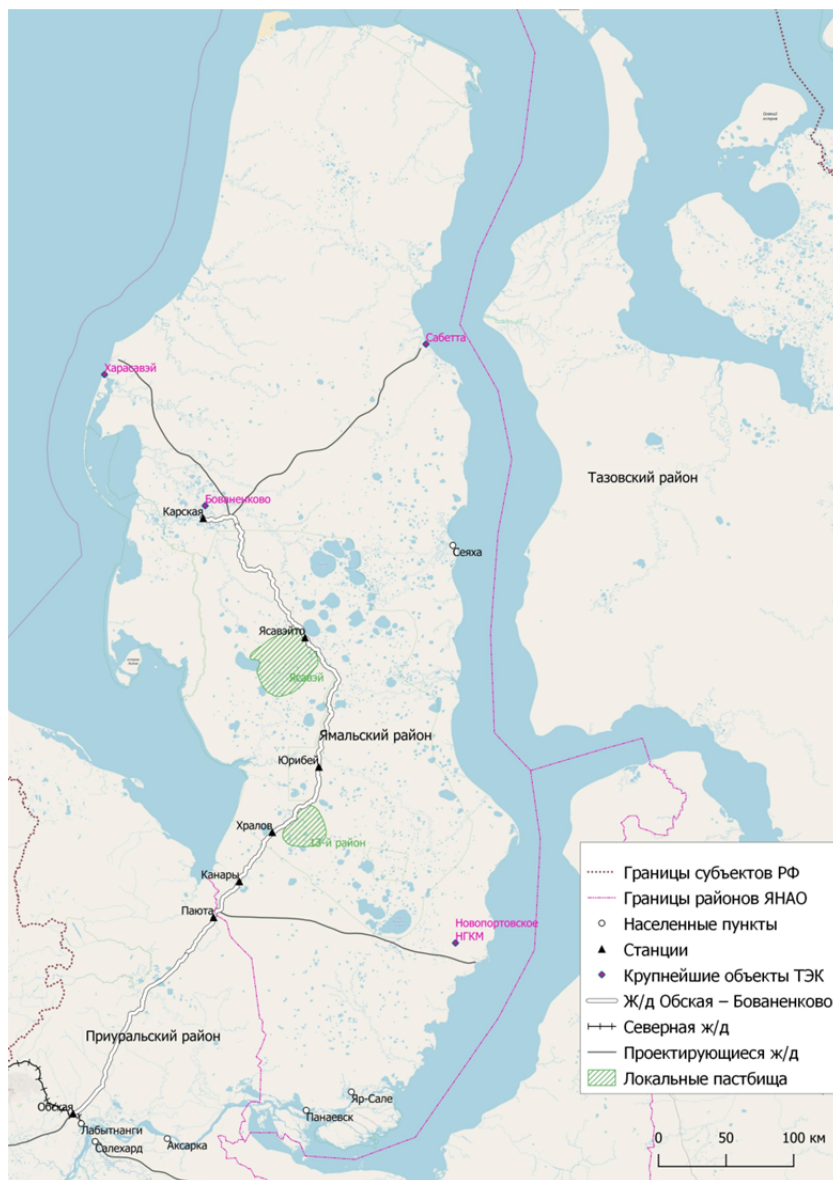 Белый
остров
Сабетта
Харасавэй
Тазовский район
Бованенково
Карская
Сеяха
Ясавэйто
Ясавэй
Ямальский район
Юрибей
Хралов
13-й район
Канары
Паюта
Новопортовское
НГКМ
Приуральский район
Обская
Лабытнанги
Салехард
Аксарка
Панаевск
Яр-Сале
Границы субъектов РФ
Границы районов ЯНАО
Населенные пункты
Станции
Крупнейшие объекты ТЭК
Ж/д Обская – Бованенково
Северная ж/д
Проектирующиеся ж/д
Локальные пастбища
0 50 100 км